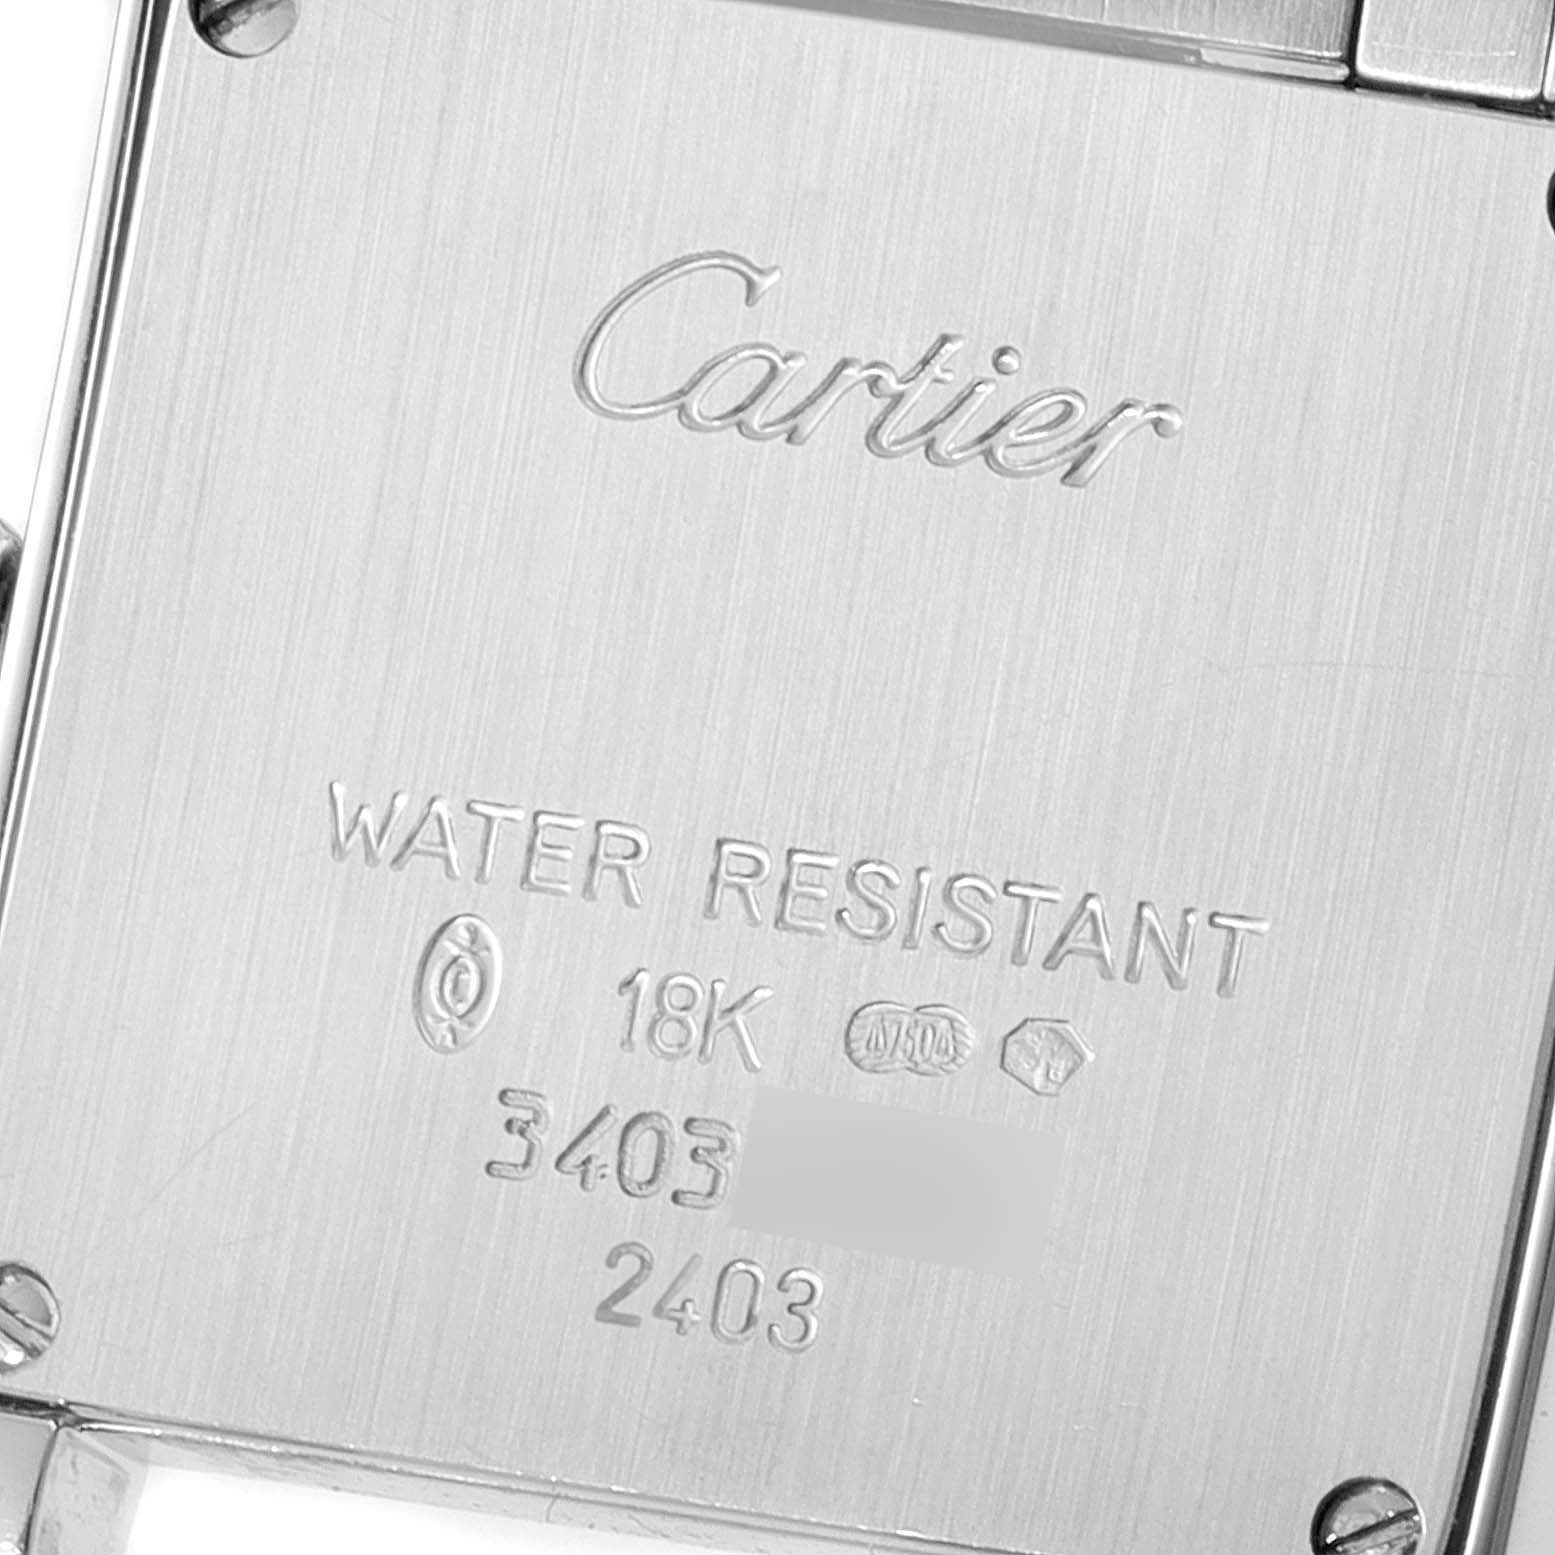 Cartier
WATER RESISTANT
18K
3403
2403